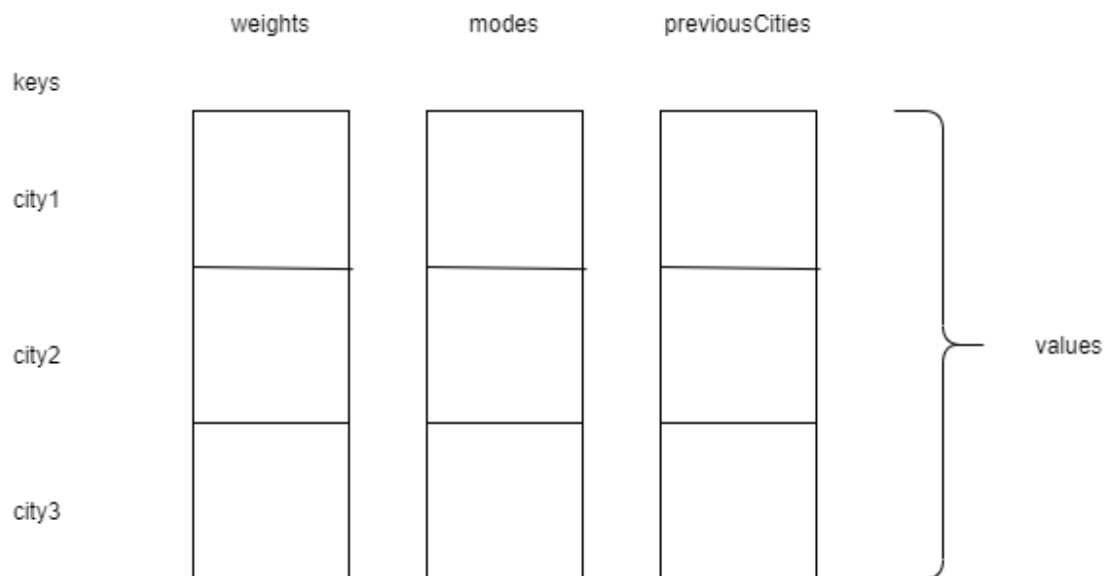 weights modes previousCities
keys
city1
city2
values
city3